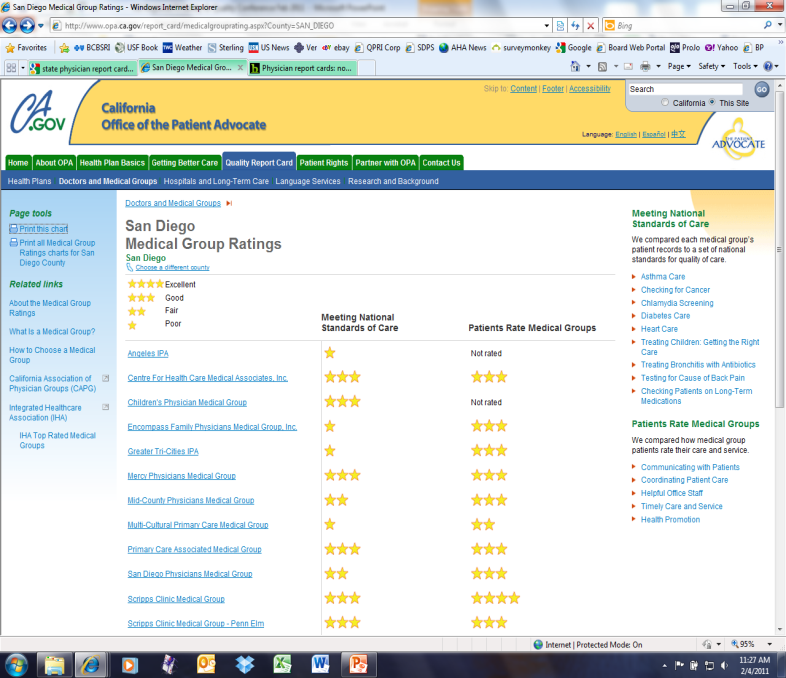 San Diego Medical Group Ratings - Windows Internet Explorer
http://www.opa.ca.gov/report_card/medicalgrouprating.aspx?County=SAN_DIEGO
Bing
Favorites BCBSRI USF Book Weather Sterling US News Ver ebay QPRI Corp SDPS AHA News surveymonkey Google Board Web Portal Prolo Yahoo BP
state physician report card... San Diego Medical Gro... Physician report cards: no...
Page Safety Tools
Skip to: Content | Footer | Accessibility
Search GO
California This Site
CA.GOV
California
Office of the Patient Advocate
Language: English | Español | 中文
THE PATIENT ADVOCATE
Home About OPA Health Plan Basics Getting Better Care Quality Report Card Patient Rights Partner with OPA Contact Us
Health Plans Doctors and Medical Groups Hospitals and Long-Term Care Language Services Research and Background
Page tools
Print this chart
Print all Medical Group
Ratings charts for San
Diego County
Related links
About the Medical Group
Ratings
What Is a Medical Group?
How to Choose a Medical
Group
California Association of
Physician Groups (CAPG)
Integrated Healthcare
Association (IHA)
IHA Top Rated Medical
Groups
Doctors and Medical Groups
San Diego
Medical Group Ratings
San Diego
Choose a different county
Excellent
Good
Fair
Poor
Meeting National
Standards of Care
Patients Rate Medical Groups
Angeles IPA Not rated
Centre For Health Care Medical Associates, Inc.
Children's Physician Medical Group Not rated
Encompass Family Physicians Medical Group, Inc.
Greater Tri-Cities IPA
Mercy Physicians Medical Group
Mid-County Physicians Medical Group
Multi-Cultural Primary Care Medical Group
Primary Care Associated Medical Group
San Diego Physicians Medical Group
Scripps Clinic Medical Group
Scripps Clinic Medical Group - Penn Elm
Meeting National
Standards of Care
We compared each medical group's
patient records to a set of national
standards for quality of care.
Asthma Care
Checking for Cancer
Chlamydia Screening
Diabetes Care
Heart Care
Treating Children: Getting the Right
Care
Treating Bronchitis with Antibiotics
Testing for Cause of Back Pain
Checking Patients on Long-Term
Medications
Patients Rate Medical Groups
We compared how medical group
patients rate their care and service.
Communicating with Patients
Coordinating Patient Care
Helpful Office Staff
Timely Care and Service
Health Promotion
Internet | Protected Mode: On 95%
11:27 AM
2/4/2011